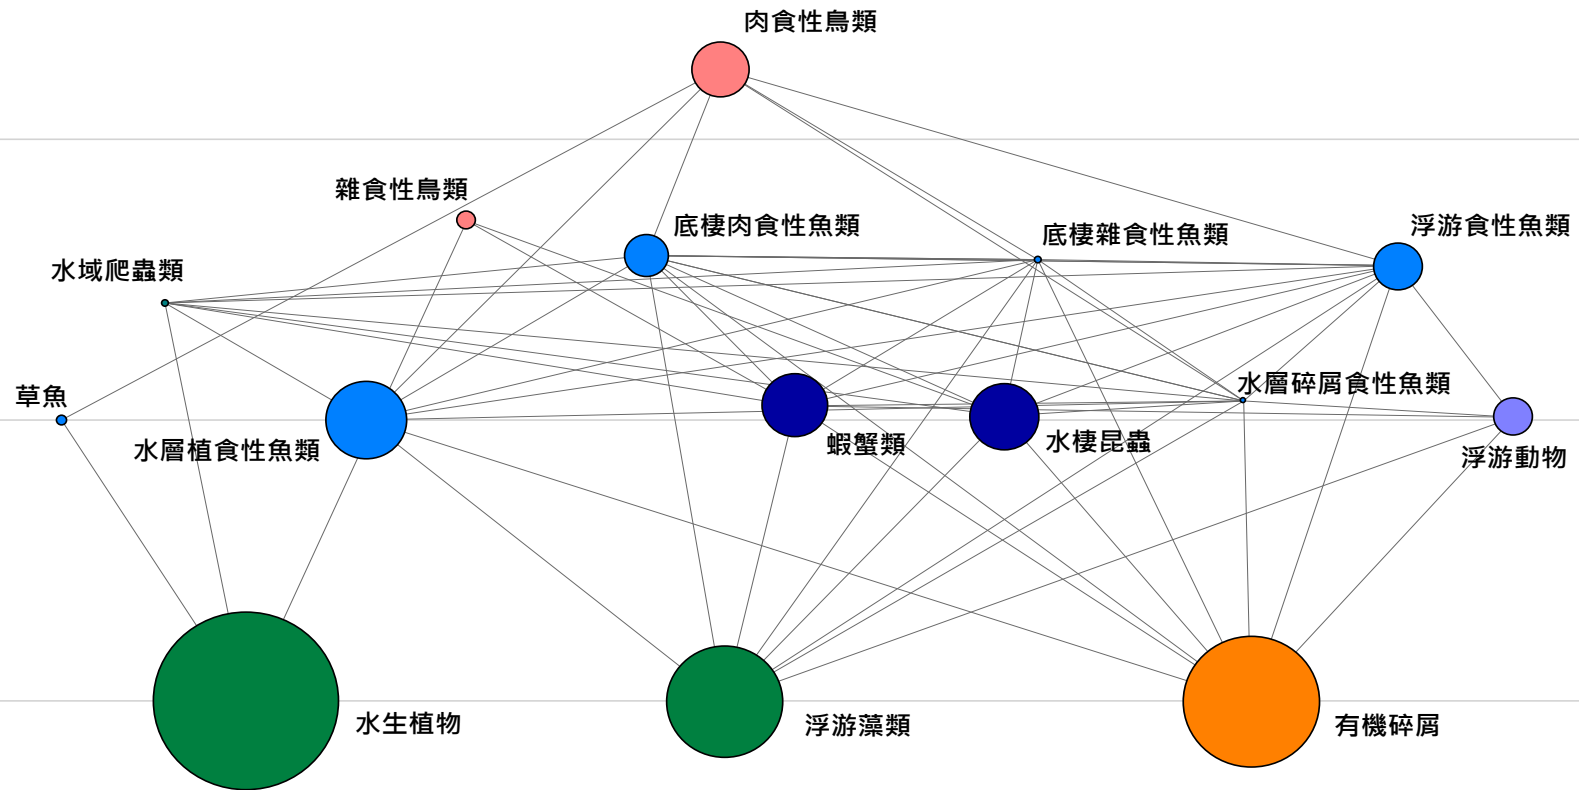 肉食性鳥類
雜食性鳥類
底棲肉食性魚類
底棲雜食性魚類
浮游食性魚類
水域爬蟲類
草魚
水層碎屑食性魚類
水層植食性魚類
蝦蟹類
水棲昆蟲
浮游動物
水生植物
浮游藻類
有機碎屑